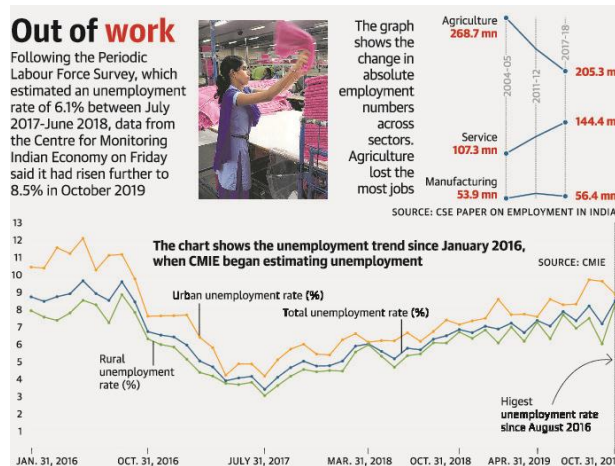 Out of work
Following the Periodic
Labour Force Survey, which
estimated an unemployment
rate of 6.1% between July
2017-June 2018, data from
the Centre for Monitoring
Indian Economy on Friday
said it had risen further to
8.5% in October 2019
The graph
shows the
change in
absolute
employment
numbers
across
sectors.
Agriculture
lost the
most jobs
Agriculture
268.7 mn
2004-05
2011-12
2017-18
205.3 m
Service
107.3 mn
144.4 m
Manufacturing
53.9 mn
56.4 m
SOURCE: CSE PAPER ON EMPLOYMENT IN INDIA
The chart shows the unemployment trend since January 2016,
when CMIE began estimating unemployment
SOURCE: CMIE
13
12
11
10
9
8
7
6
5
4
3
2
1
Urban unemployment rate (%)
Total unemployment rate (%)
Rural
unemployment
rate (%)
Higest
unemployment rate
since August 2016
JAN. 31, 2016
OCT. 31, 2016
JULY 31, 2017
MAR. 31, 2018
OCT. 31, 2018
APR. 31, 2019
OCT. 31, 201